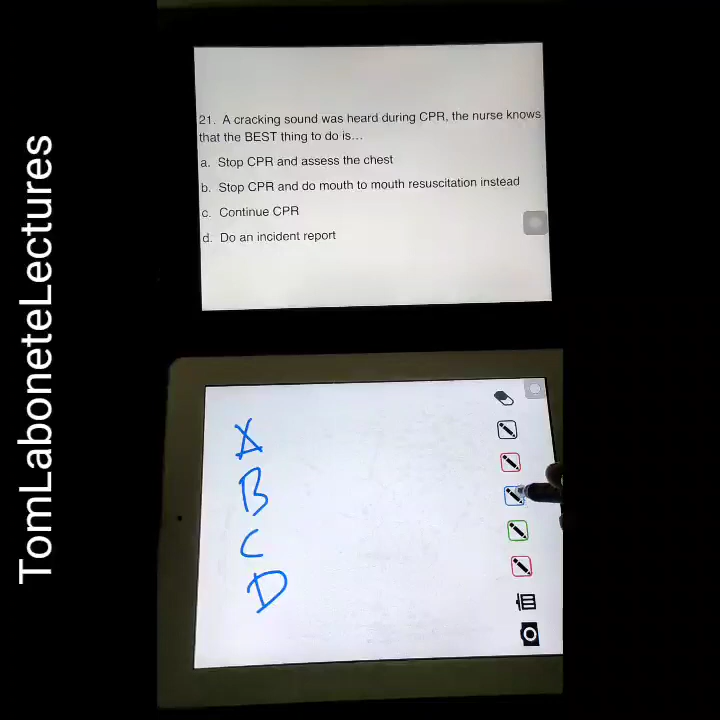 TomLaboneteLectures
21. A cracking sound was heard during CPR, the nurse knows
that the BEST thing to do is...
a. Stop CPR and assess the chest
b. Stop CPR and do mouth to mouth resuscitation instead
c. Continue CPR
d. Do an incident report
A
B
C
D